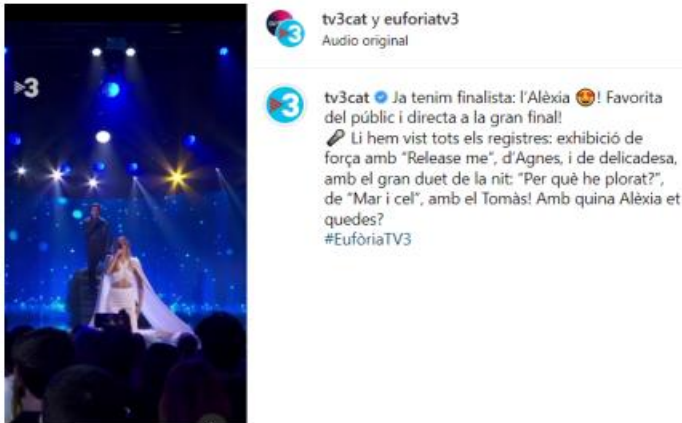 3
tv3cat y euforiatv3
Audio original
tv3cat Ja tenim finalista: l'Alèxia 🤩! Favorita
del públic i directa a la gran final!
🎤 Li hem vist tots els registres: exhibició de
força amb "Release me", d'Agnes, i de delicadesa,
amb el gran duet de la nit: "Per què he plorat?",
de "Mar i cel", amb el Tomàs! Amb quina Alèxia et
quedes?
#EufòriaTV3